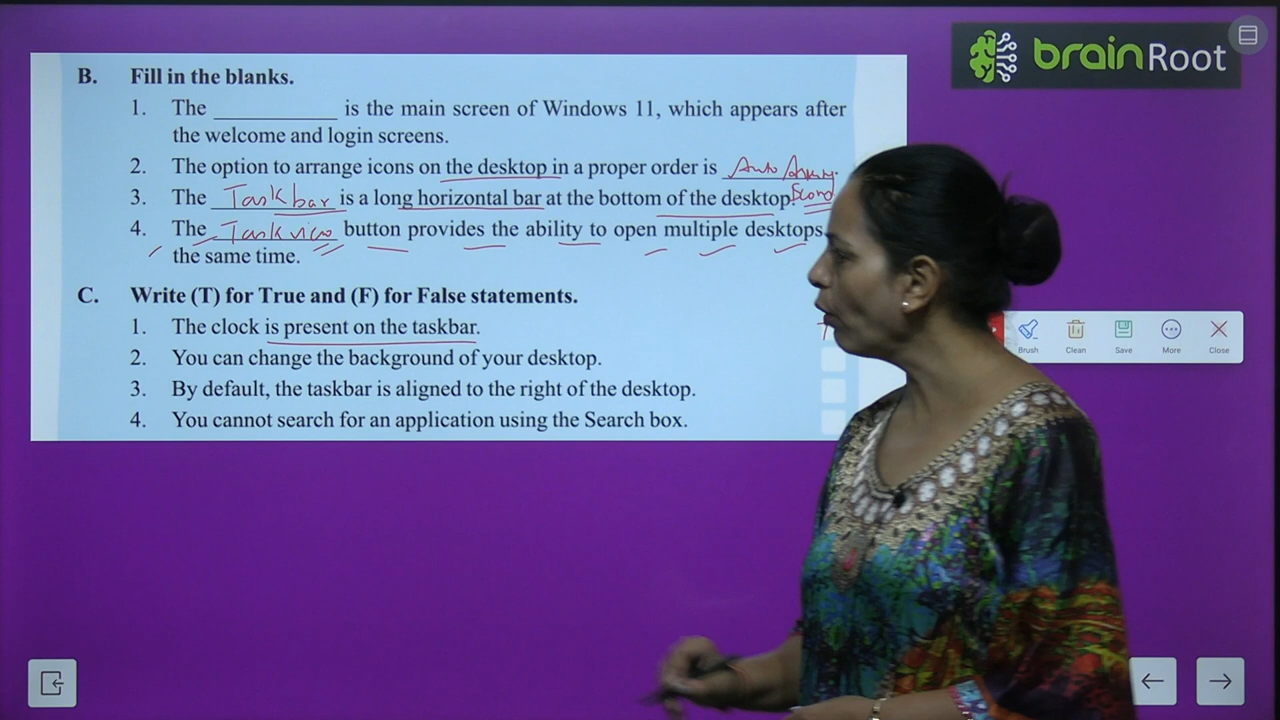 brainRoot
B. Fill in the blanks.
1. The __________ is the main screen of Windows 11, which appears after
the welcome and login screens.
2. The option to arrange icons on the desktop in a proper order is Auto
3. The Taskbar is a long horizontal bar at the bottom of the desktop.
4. The Task view button provides the ability to open multiple desktops
the same time.
C. Write (T) for True and (F) for False statements.
1. The clock is present on the taskbar.
2. You can change the background of your desktop.
3. By default, the taskbar is aligned to the right of the desktop.
4. You cannot search for an application using the Search box.
Brush Clean Save More Close